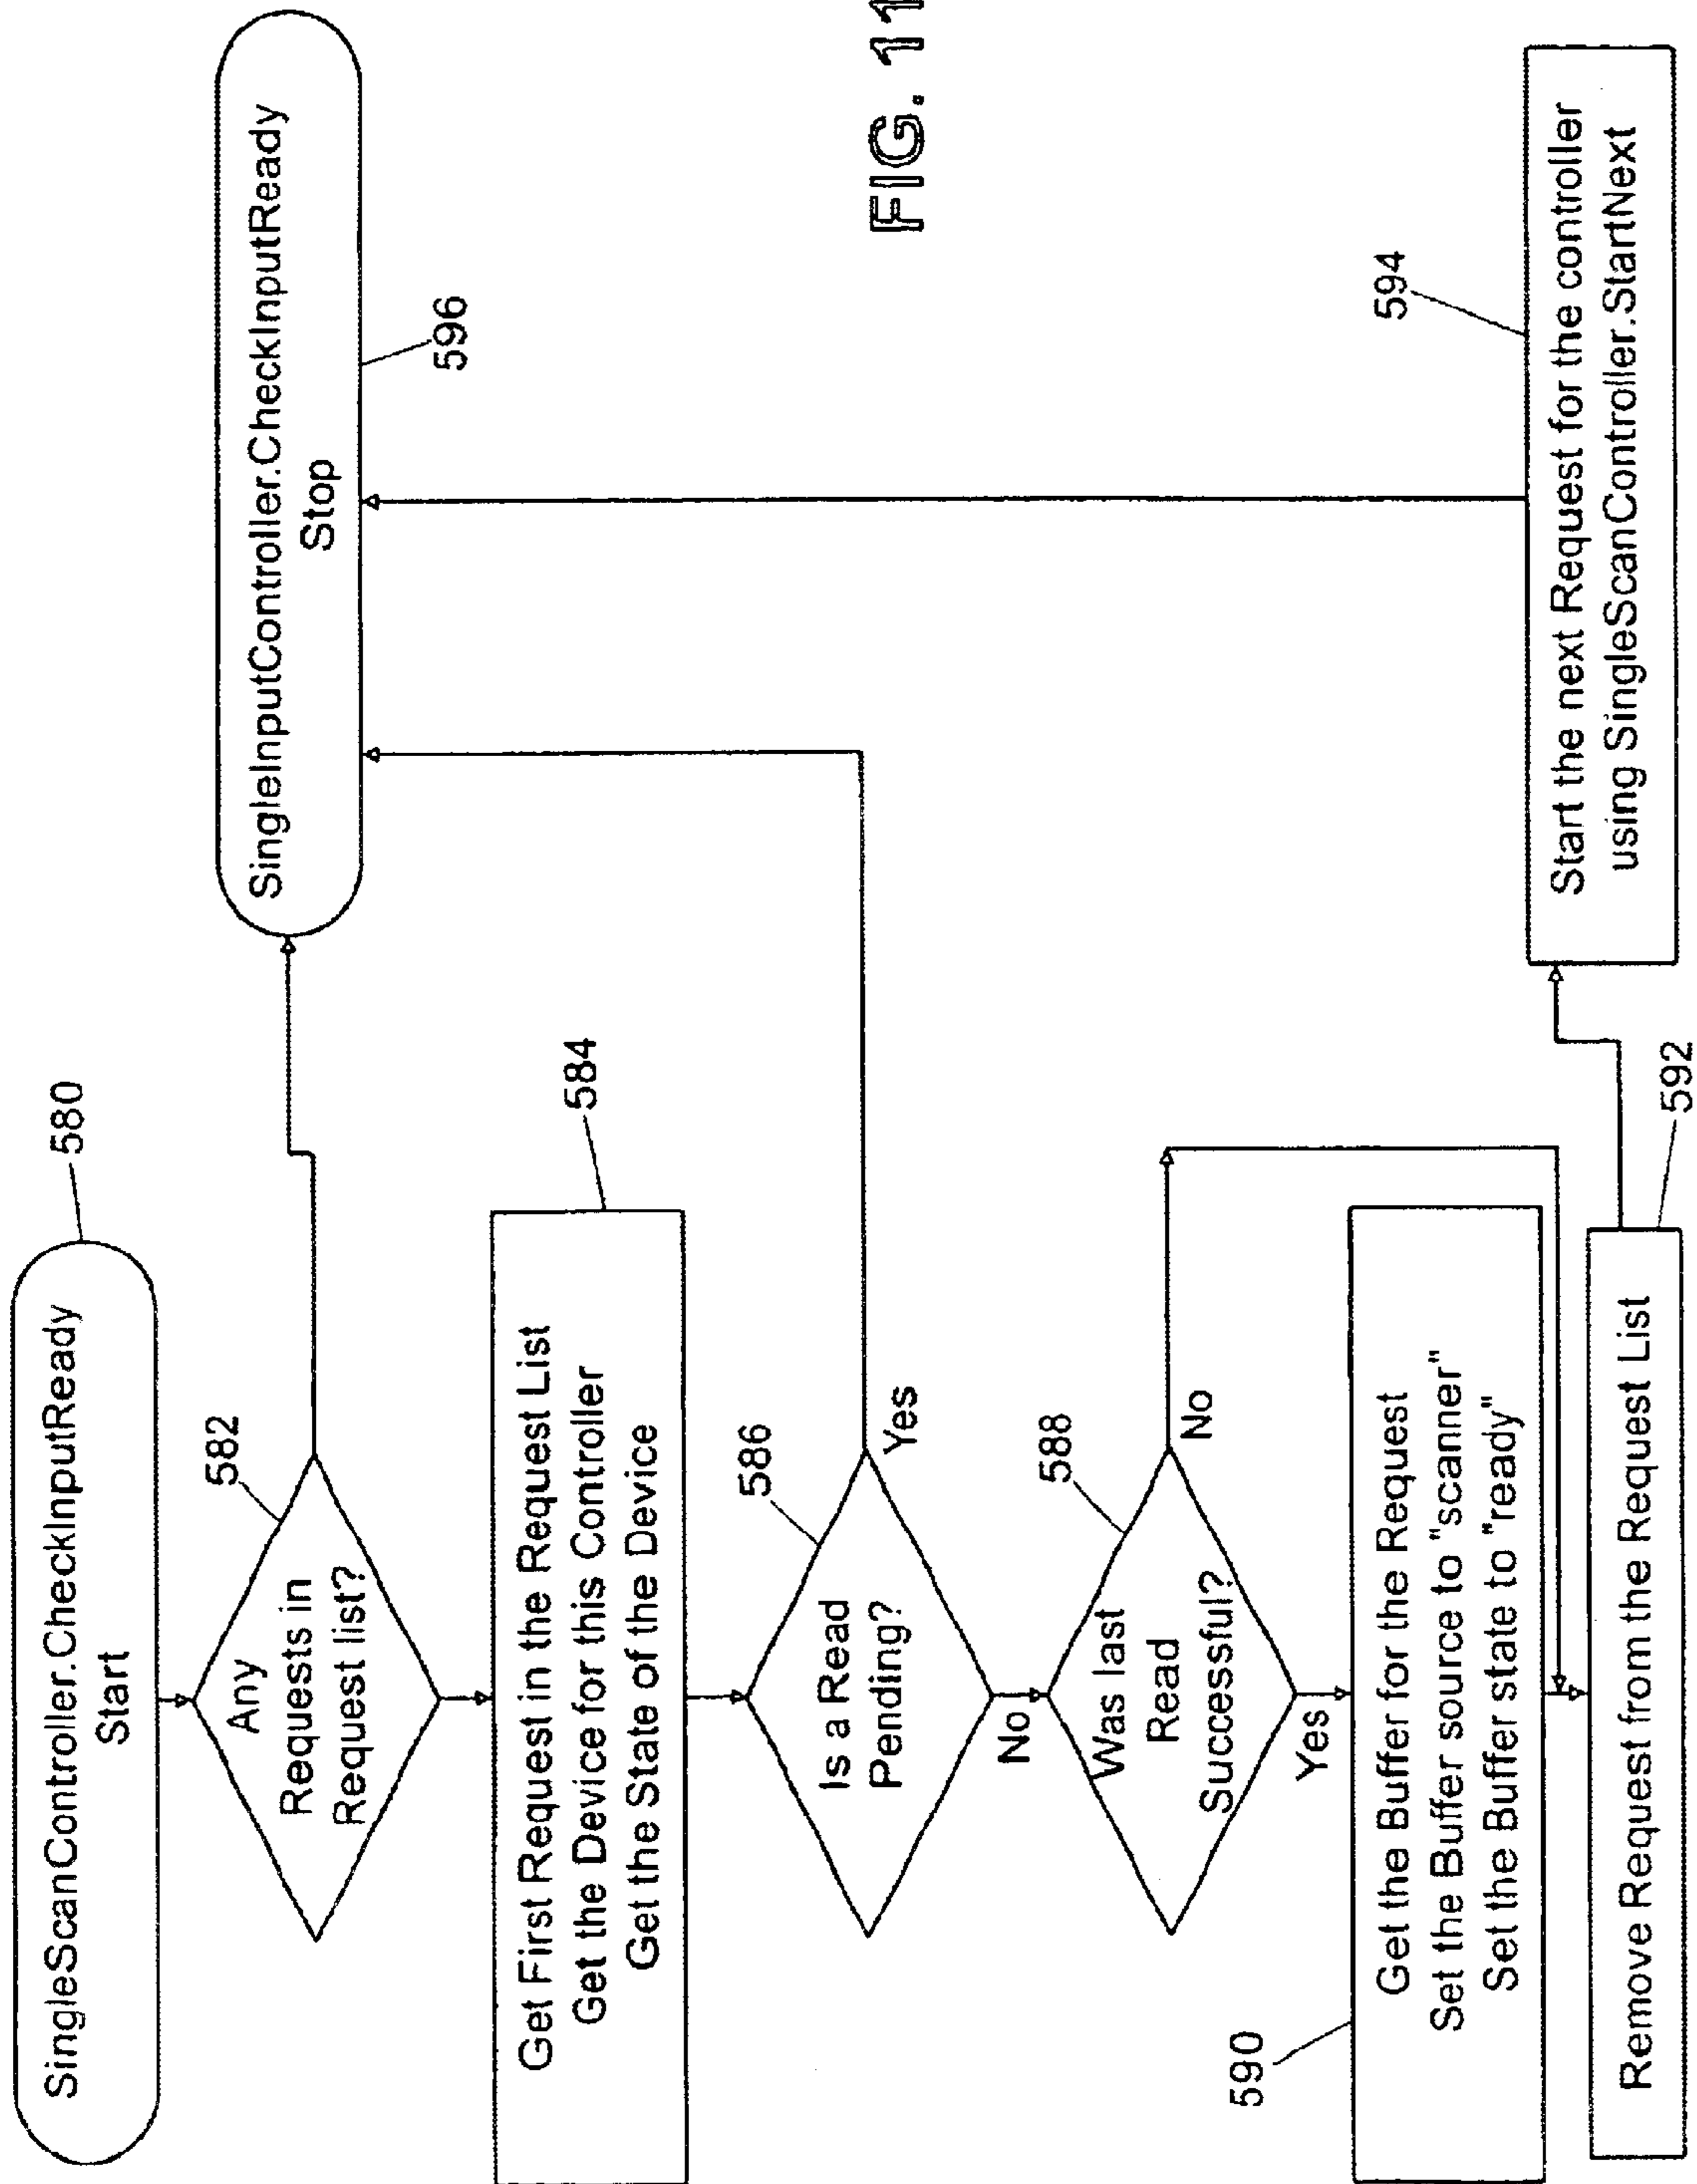 SingleScanController.CheckInputReady
Start
580
Any
Requests in
Request list?
582
Get First Request in the Request List
Get the Device for this Controller
Get the State of the Device
584
Is a Read
Pending?
586
Yes
No
Was last
Read
Successful?
588
No
Yes
Get the Buffer for the Request
Set the Buffer source to "scanner"
Set the Buffer state to "ready"
590
Remove Request from the Request List
592
Start the next Request for the controller
using SingleScanController.StartNext
594
SingleInputController.CheckInputReady
Stop
596
FIG. 11